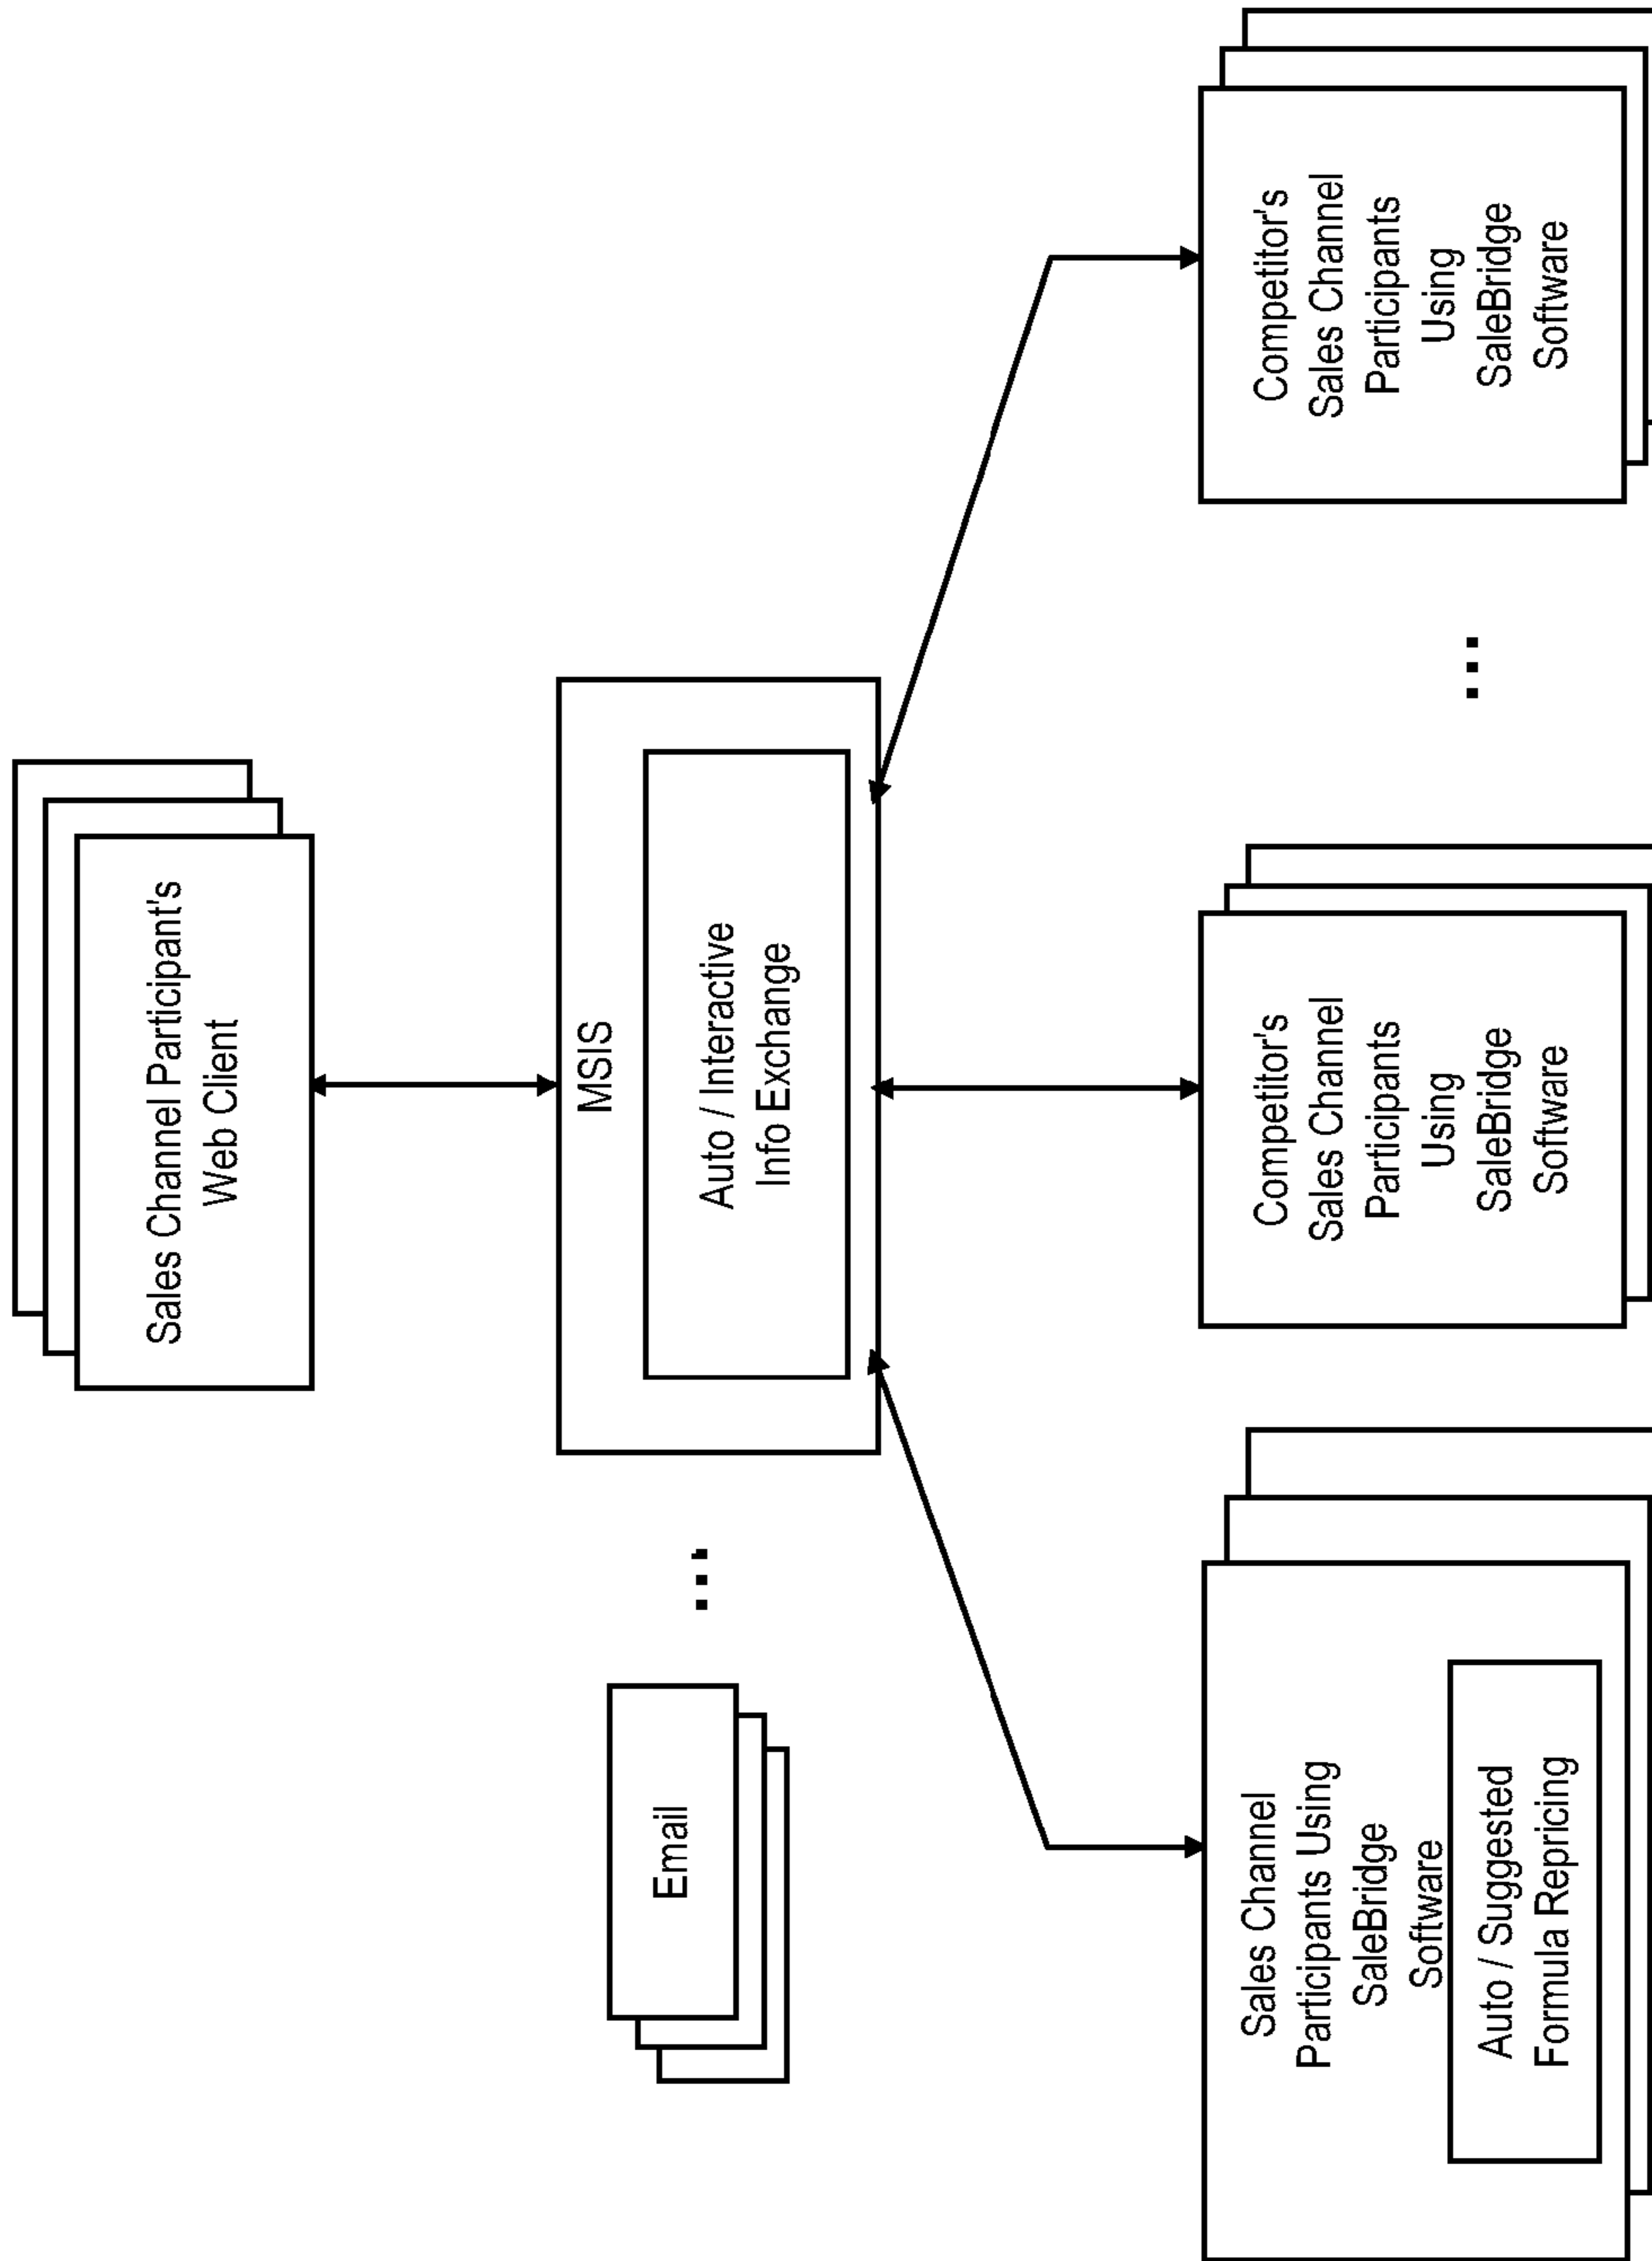 Sales Channel Participant's
Web Client
Email
...
MSIS
Auto / Interactive
Info Exchange
Sales Channel
Participants Using
SaleBridge
Software
Auto / Suggested
Formula Repricing
Competitor's
Sales Channel
Participants
Using
SaleBridge
Software
...
Competitor's
Sales Channel
Participants
Using
SaleBridge
Software